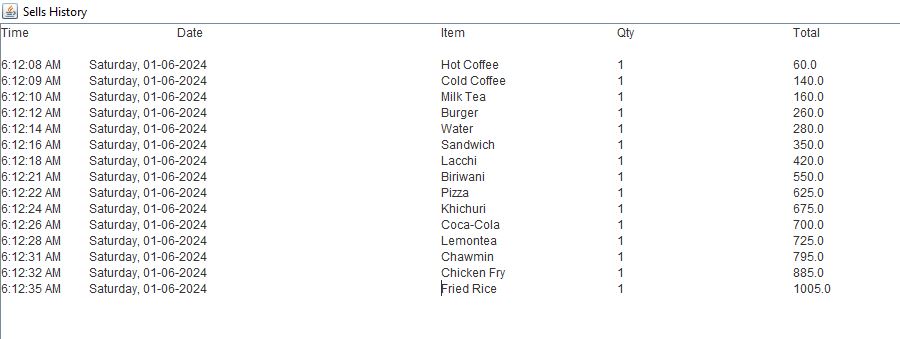 Sells History
Time Date Item Qty Total
6:12:08 AM Saturday, 01-06-2024 Hot Coffee 1 60.0
6:12:09 AM Saturday, 01-06-2024 Cold Coffee 1 140.0
6:12:10 AM Saturday, 01-06-2024 Milk Tea 1 160.0
6:12:12 AM Saturday, 01-06-2024 Burger 1 260.0
6:12:14 AM Saturday, 01-06-2024 Water 1 280.0
6:12:16 AM Saturday, 01-06-2024 Sandwich 1 350.0
6:12:18 AM Saturday, 01-06-2024 Lacchi 1 420.0
6:12:21 AM Saturday, 01-06-2024 Biriwani 1 550.0
6:12:22 AM Saturday, 01-06-2024 Pizza 1 625.0
6:12:24 AM Saturday, 01-06-2024 Khichuri 1 675.0
6:12:26 AM Saturday, 01-06-2024 Coca-Cola 1 700.0
6:12:28 AM Saturday, 01-06-2024 Lemontea 1 725.0
6:12:31 AM Saturday, 01-06-2024 Chawmin 1 795.0
6:12:32 AM Saturday, 01-06-2024 Chicken Fry 1 885.0
6:12:35 AM Saturday, 01-06-2024 Fried Rice 1 1005.0